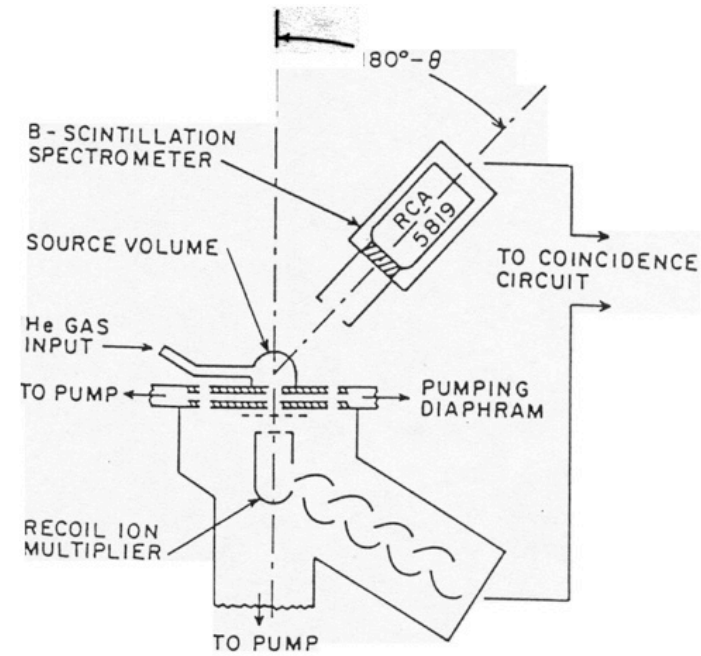 180°-θ
B-SCINTILLATION
SPECTROMETER
RCA
5819
SOURCE VOLUME
TO COINCIDENCE
CIRCUIT
He GAS
INPUT
TO PUMP
PUMPING
DIAPHRAM
RECOIL ION
MULTIPLIER
TO PUMP